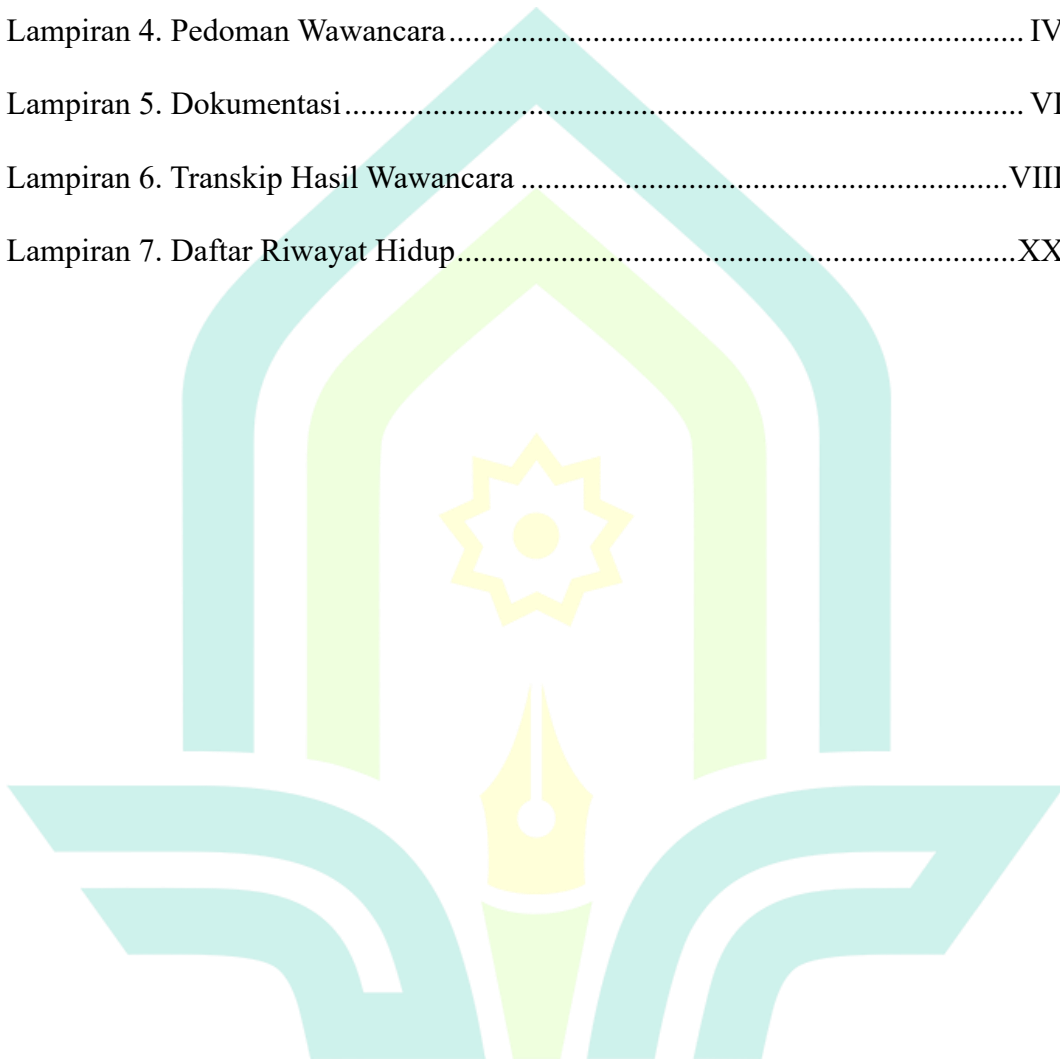 Lampiran 4. Pedoman Wawancara....................................................................... IV
Lampiran 5. Dokumentasi.................................................................................... VI
Lampiran 6. Transkip Hasil Wawancara ............................................................VIII
Lampiran 7. Daftar Riwayat Hidup.....................................................................XX